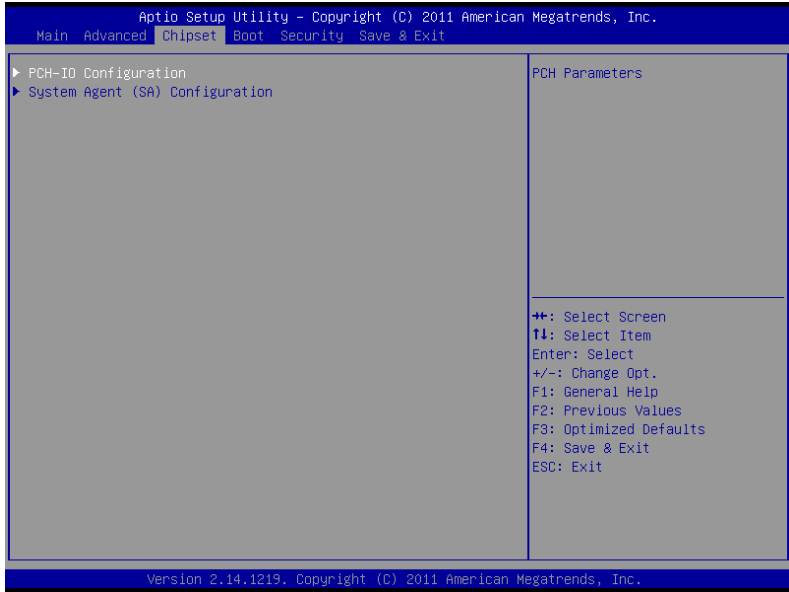 Aptio Setup Utility – Copyright (C) 2011 American Megatrends, Inc.
Main Advanced Chipset Boot Security Save & Exit
▶ PCH-IO Configuration
▶ System Agent (SA) Configuration
PCH Parameters
→←: Select Screen
↑↓: Select Item
Enter: Select
+/-: Change Opt.
F1: General Help
F2: Previous Values
F3: Optimized Defaults
F4: Save & Exit
ESC: Exit
Version 2.14.1219. Copyright (C) 2011 American Megatrends, Inc.